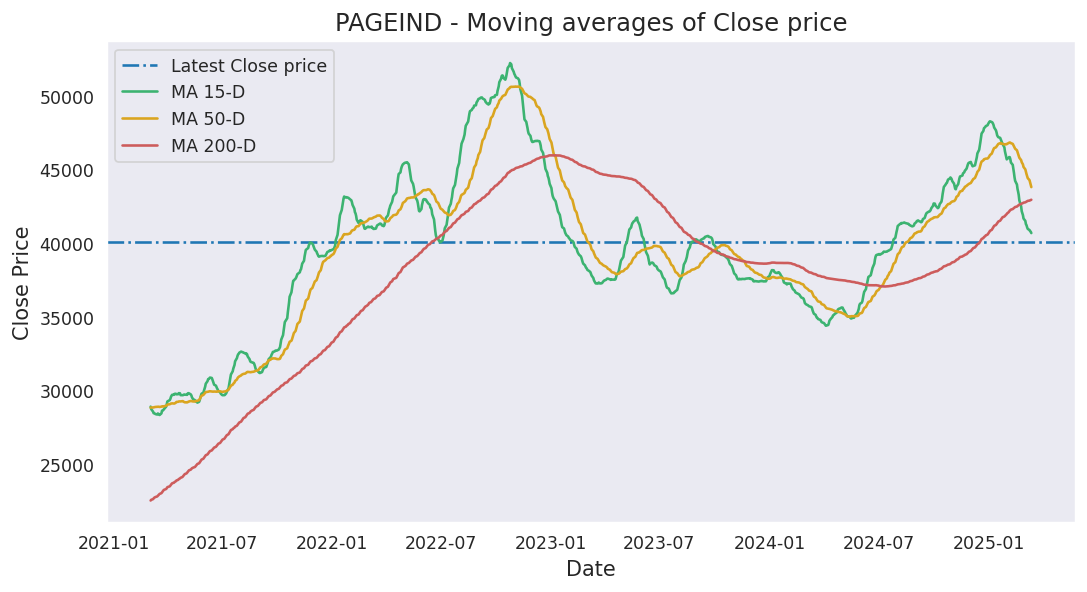 PAGEIND - Moving averages of Close price
Latest Close price
MA 15-D
MA 50-D
MA 200-D
Close Price
50000
45000
40000
35000
30000
25000
2021-01 2021-07 2022-01 2022-07 2023-01 2023-07 2024-01 2024-07 2025-01
Date